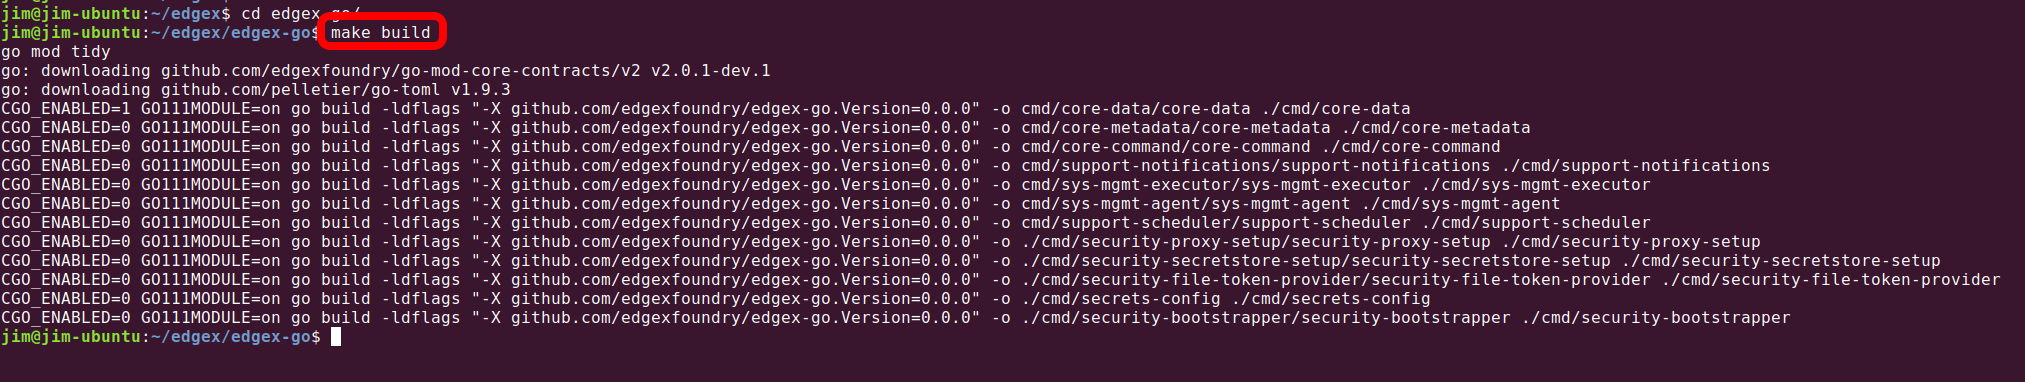 jim@jim-ubuntu:~/edgex$ cd edgex-go/
jim@jim-ubuntu:~/edgex/edgex-go$ make build
go mod tidy
go: downloading github.com/edgexfoundry/go-mod-core-contracts/v2 v2.0.1-dev.1
go: downloading github.com/pelletier/go-toml v1.9.3
CGO_ENABLED=1 GO111MODULE=on go build -ldflags "-X github.com/edgexfoundry/edgex-go.Version=0.0.0" -o cmd/core-data/core-data ./cmd/core-data
CGO_ENABLED=0 GO111MODULE=on go build -ldflags "-X github.com/edgexfoundry/edgex-go.Version=0.0.0" -o cmd/core-metadata/core-metadata ./cmd/core-metadata
CGO_ENABLED=0 GO111MODULE=on go build -ldflags "-X github.com/edgexfoundry/edgex-go.Version=0.0.0" -o cmd/core-command/core-command ./cmd/core-command
CGO_ENABLED=0 GO111MODULE=on go build -ldflags "-X github.com/edgexfoundry/edgex-go.Version=0.0.0" -o cmd/support-notifications/support-notifications ./cmd/support-notifications
CGO_ENABLED=0 GO111MODULE=on go build -ldflags "-X github.com/edgexfoundry/edgex-go.Version=0.0.0" -o cmd/sys-mgmt-executor/sys-mgmt-executor ./cmd/sys-mgmt-executor
CGO_ENABLED=0 GO111MODULE=on go build -ldflags "-X github.com/edgexfoundry/edgex-go.Version=0.0.0" -o cmd/sys-mgmt-agent/sys-mgmt-agent ./cmd/sys-mgmt-agent
CGO_ENABLED=0 GO111MODULE=on go build -ldflags "-X github.com/edgexfoundry/edgex-go.Version=0.0.0" -o cmd/support-scheduler/support-scheduler ./cmd/support-scheduler
CGO_ENABLED=0 GO111MODULE=on go build -ldflags "-X github.com/edgexfoundry/edgex-go.Version=0.0.0" -o ./cmd/security-proxy-setup/security-proxy-setup ./cmd/security-proxy-setup
CGO_ENABLED=0 GO111MODULE=on go build -ldflags "-X github.com/edgexfoundry/edgex-go.Version=0.0.0" -o ./cmd/security-secretstore-setup/security-secretstore-setup ./cmd/security-secretstore-setup
CGO_ENABLED=0 GO111MODULE=on go build -ldflags "-X github.com/edgexfoundry/edgex-go.Version=0.0.0" -o ./cmd/security-file-token-provider/security-file-token-provider ./cmd/security-file-token-provider
CGO_ENABLED=0 GO111MODULE=on go build -ldflags "-X github.com/edgexfoundry/edgex-go.Version=0.0.0" -o ./cmd/secrets-config ./cmd/secrets-config
CGO_ENABLED=0 GO111MODULE=on go build -ldflags "-X github.com/edgexfoundry/edgex-go.Version=0.0.0" -o ./cmd/security-bootstrapper/security-bootstrapper ./cmd/security-bootstrapper
jim@jim-ubuntu:~/edgex/edgex-go$